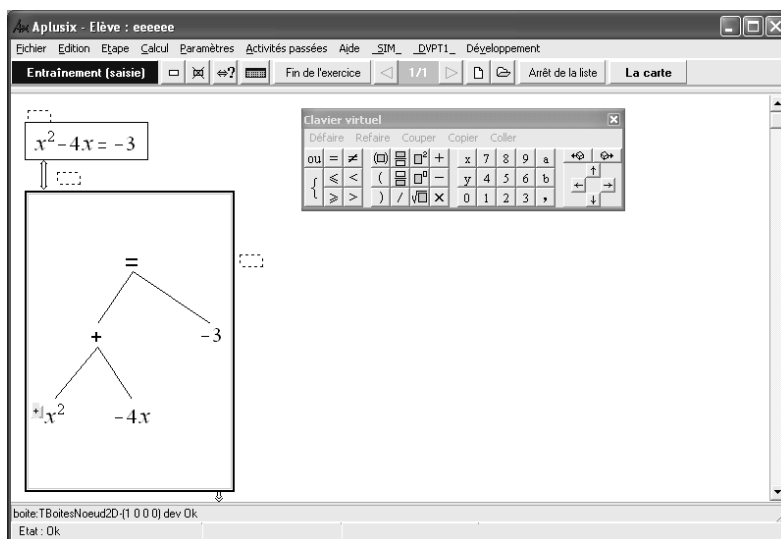 Aplusix - Elève : eeeeee
Fichier Edition Etape Calcul Paramètres Activités passées Aide _SIM_ _DVPT1_ Développement
Entraînement (saisie) ⇔? Fin de l'exercice 1/1 Arrêt de la liste La carte
x² − 4x = −3
Clavier virtuel
Défaire Refaire Couper Copier Coller
ou = ≠ (□) □² + x 7 8 9 a
{ ⩽ < ( □ⁿ − y 4 5 6 b
⩾ > ) / √□ × 0 1 2 3 ,
=
+ −3
x² −4x
boite:TBoitesNoeud2D-(1 0 0 0) dev Ok
Etat : Ok